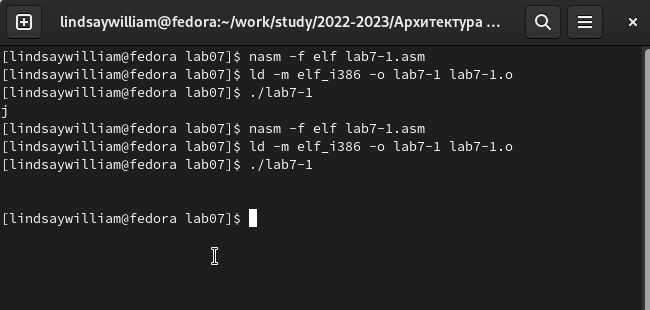 lindsaywilliam@fedora:~/work/study/2022-2023/Архитектура ...
[lindsaywilliam@fedora lab07]$ nasm -f elf lab7-1.asm
[lindsaywilliam@fedora lab07]$ ld -m elf_i386 -o lab7-1 lab7-1.o
[lindsaywilliam@fedora lab07]$ ./lab7-1
j
[lindsaywilliam@fedora lab07]$ nasm -f elf lab7-1.asm
[lindsaywilliam@fedora lab07]$ ld -m elf_i386 -o lab7-1 lab7-1.o
[lindsaywilliam@fedora lab07]$ ./lab7-1
[lindsaywilliam@fedora lab07]$